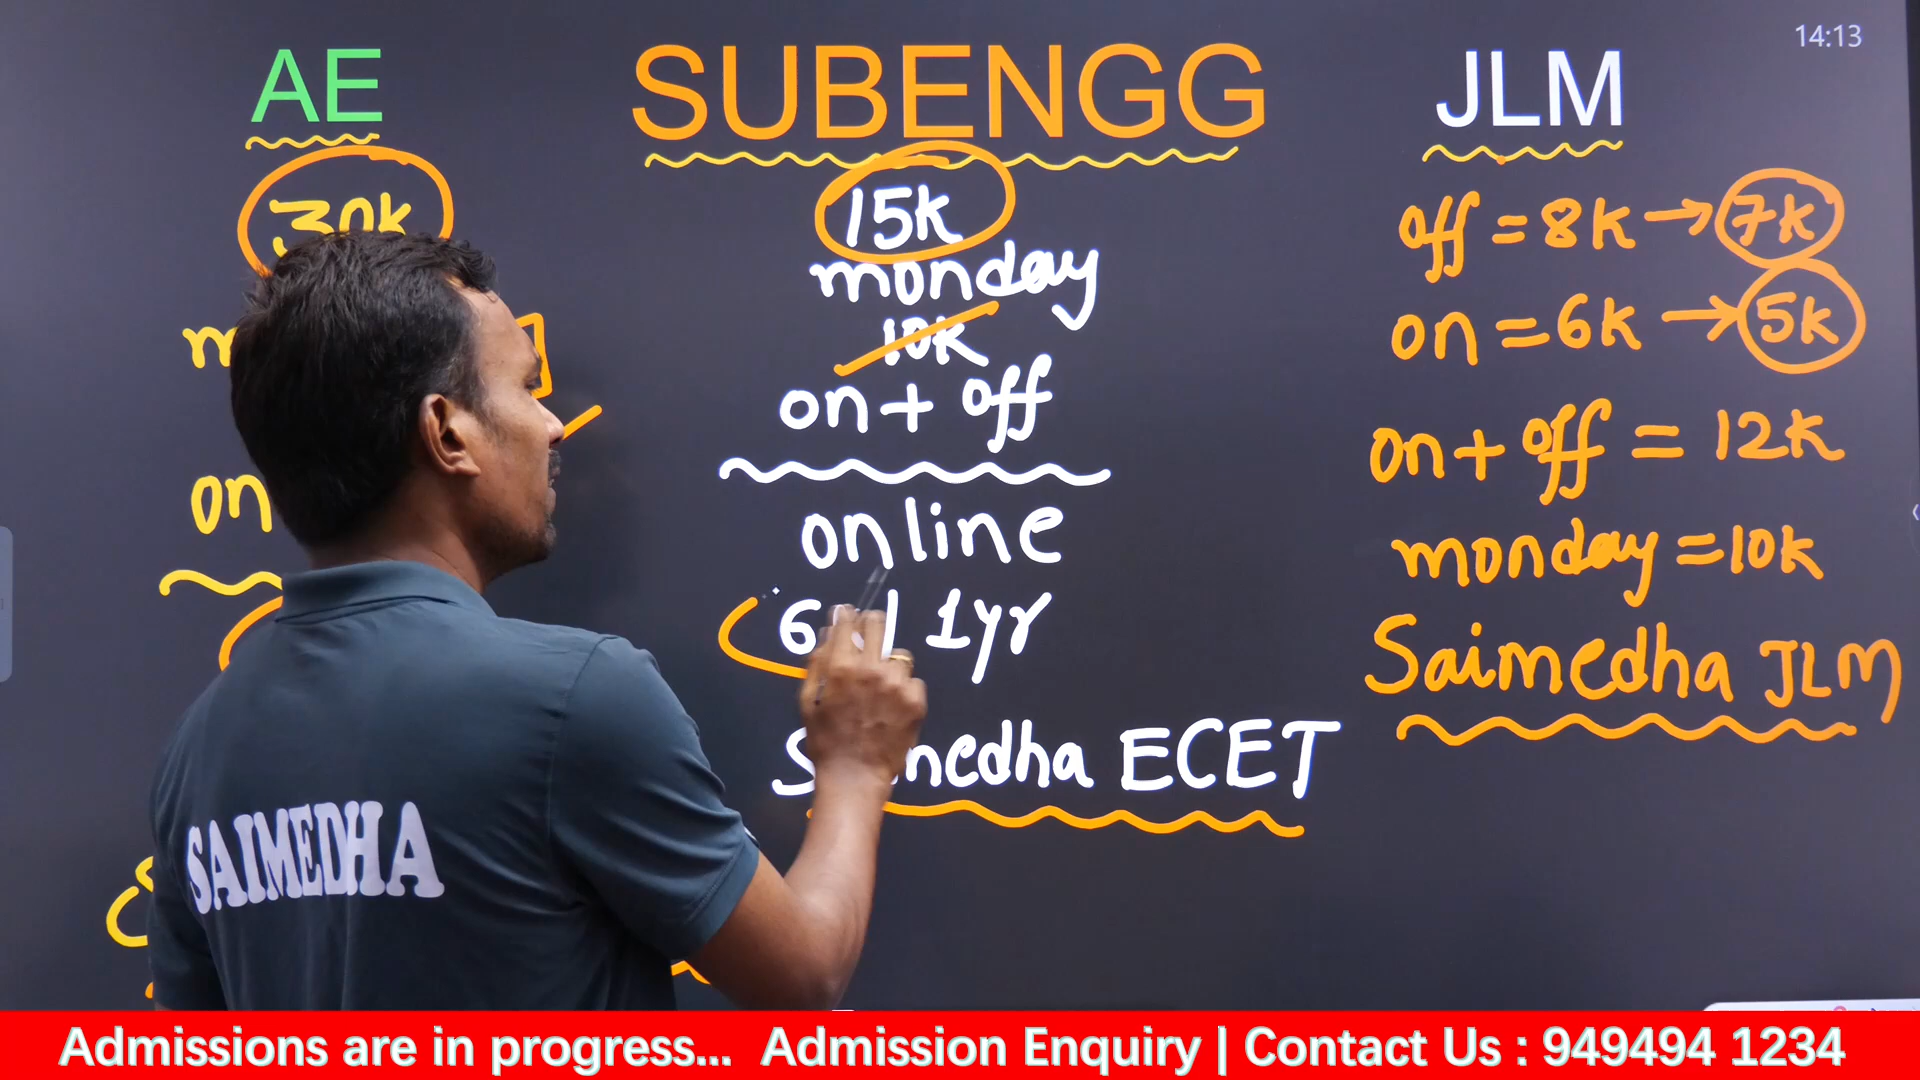 14:13
AE
30k
on
SUBENGG
15k
monday
10k
on + off
online
1yr
Saimedha ECET
JLM
off = 8k → 7k
on = 6k → 5k
on + off = 12k
monday = 10k
Saimedha JLM
SAIMEDHA
Admissions are in progress... Admission Enquiry | Contact Us : 949494 1234